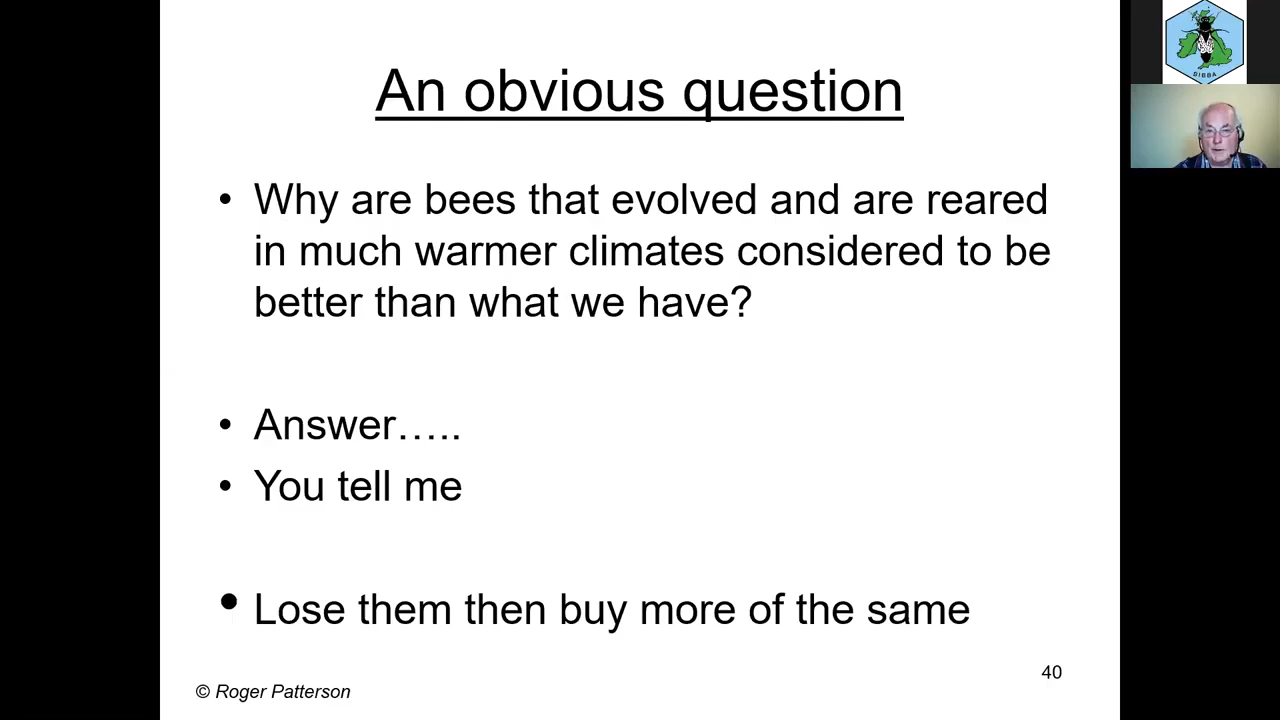 An obvious question
• Why are bees that evolved and are reared
in much warmer climates considered to be
better than what we have?
• Answer…..
• You tell me
• Lose them then buy more of the same
40
© Roger Patterson
BIBBA